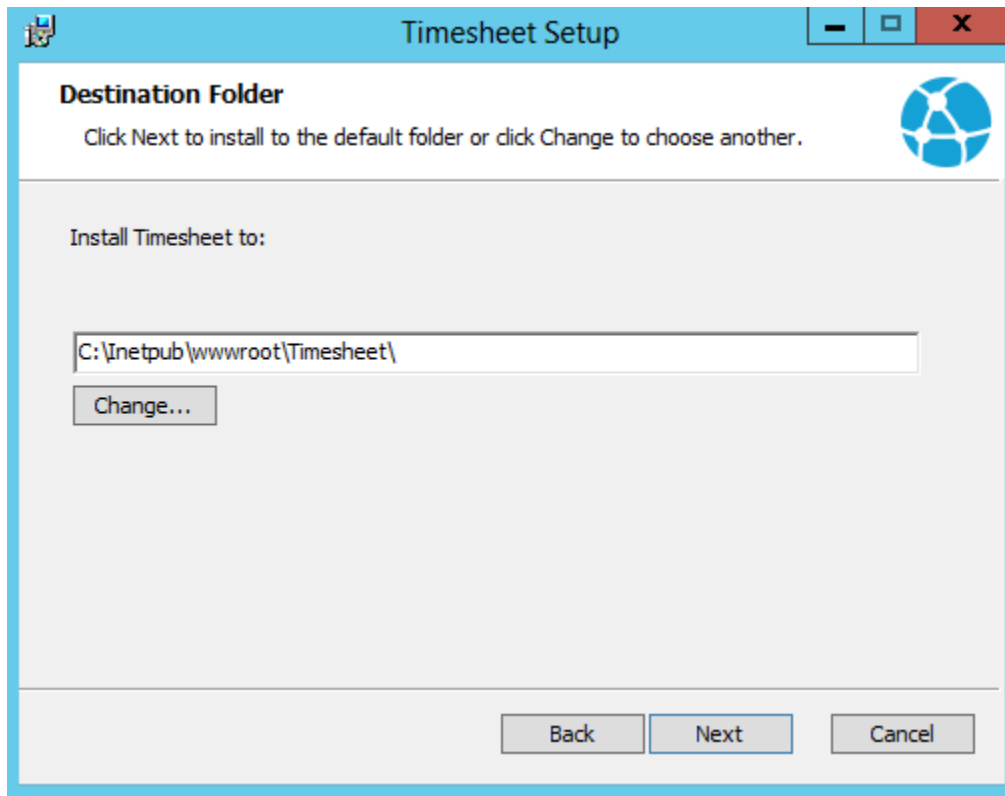 Timesheet Setup
Destination Folder
Click Next to install to the default folder or click Change to choose another.
Install Timesheet to:
C:\Inetpub\wwwroot\Timesheet\
Change...
Back Next Cancel